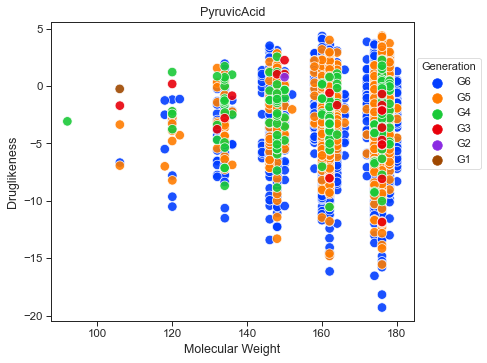 PyruvicAcid
Druglikeness
5
0
−5
−10
−15
−20
100
120
140
160
180
Molecular Weight
Generation
G6
G5
G4
G3
G2
G1